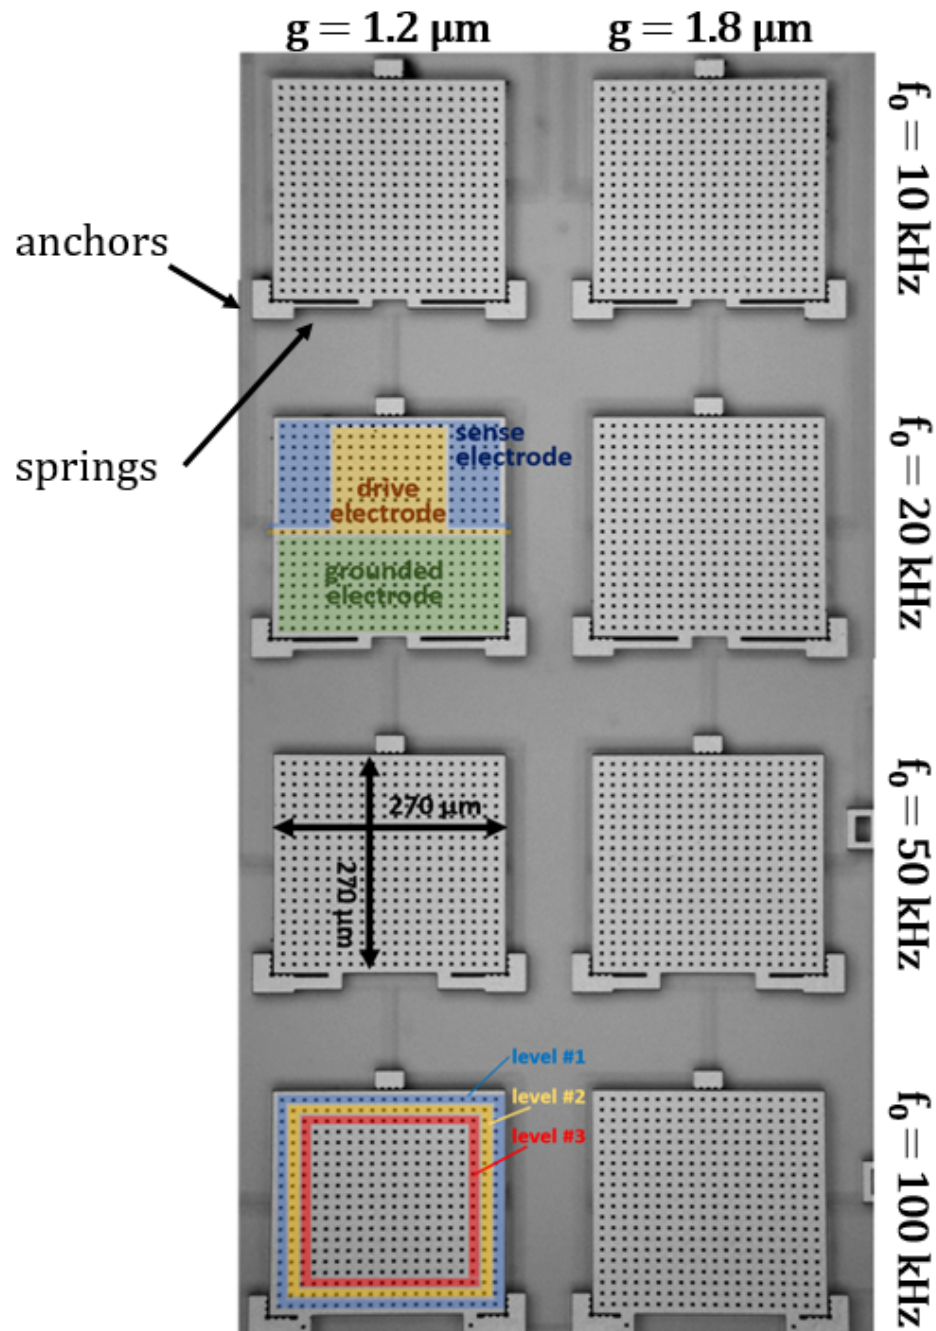 g = 1.2 μm
g = 1.8 μm
f₀ = 10 kHz
anchors
springs
f₀ = 20 kHz
sense
electrode
drive
electrode
grounded
electrode
f₀ = 50 kHz
270 μm
270 μm
level #1
level #2
level #3
f₀ = 100 kHz